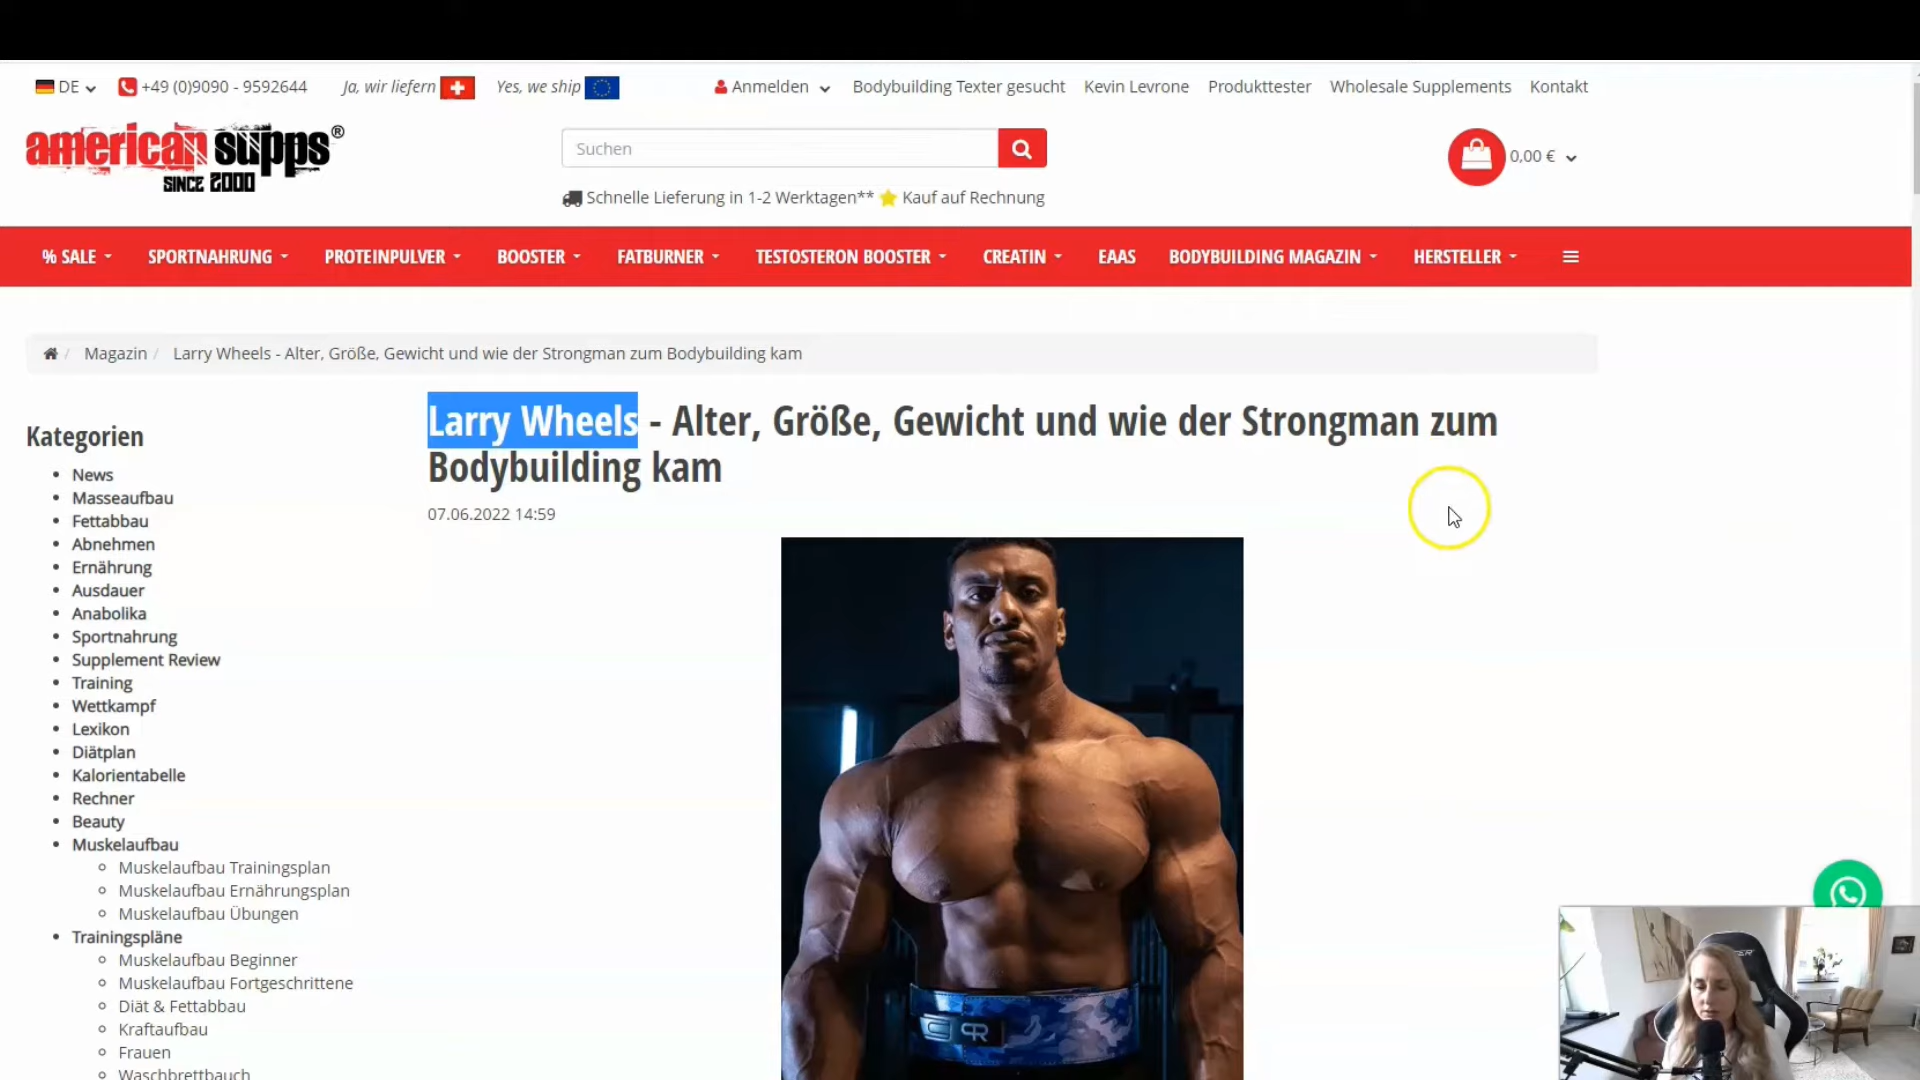 DE
+49 (0)9090 - 9592644
Ja, wir liefern
Yes, we ship
Anmelden
Bodybuilding Texter gesucht
Kevin Levrone
Produkttester
Wholesale Supplements
Kontakt
american supps®
SINCE 2000
Suchen
0,00 €
Schnelle Lieferung in 1-2 Werktagen** Kauf auf Rechnung
% SALE
SPORTNAHRUNG
PROTEINPULVER
BOOSTER
FATBURNER
TESTOSTERON BOOSTER
CREATIN
EAAS
BODYBUILDING MAGAZIN
HERSTELLER
/ Magazin / Larry Wheels - Alter, Größe, Gewicht und wie der Strongman zum Bodybuilding kam
Kategorien
News
Masseaufbau
Fettabbau
Abnehmen
Ernährung
Ausdauer
Anabolika
Sportnahrung
Supplement Review
Training
Wettkampf
Lexikon
Diätplan
Kalorientabelle
Rechner
Beauty
Muskelaufbau
Muskelaufbau Trainingsplan
Muskelaufbau Ernährungsplan
Muskelaufbau Übungen
Trainingspläne
Muskelaufbau Beginner
Muskelaufbau Fortgeschrittene
Diät & Fettabbau
Kraftaufbau
Frauen
Waschbrettbauch
Larry Wheels - Alter, Größe, Gewicht und wie der Strongman zum
Bodybuilding kam
07.06.2022 14:59
PR